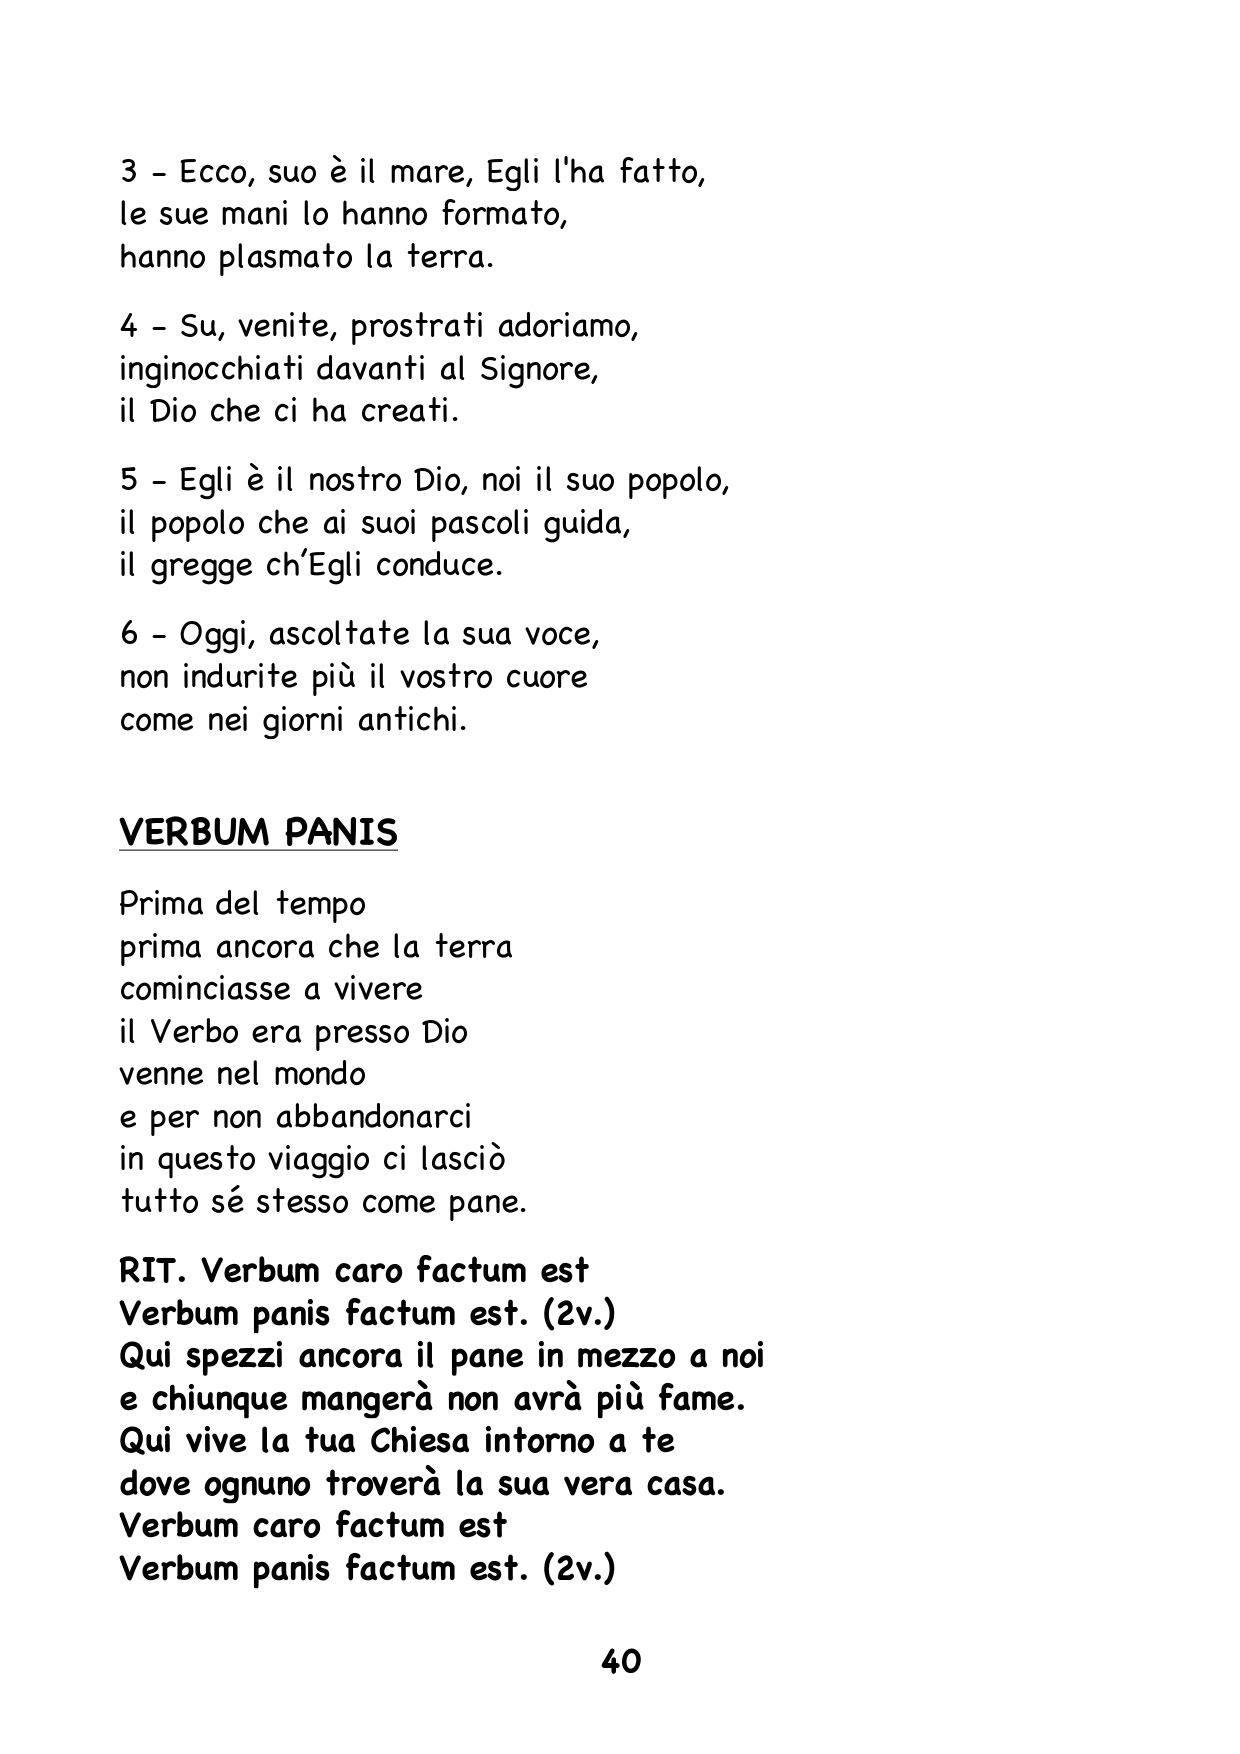 3 – Ecco, suo è il mare, Egli l'ha fatto,
le sue mani lo hanno formato,
hanno plasmato la terra.
4 – Su, venite, prostrati adoriamo,
inginocchiati davanti al Signore,
il Dio che ci ha creati.
5 – Egli è il nostro Dio, noi il suo popolo,
il popolo che ai suoi pascoli guida,
il gregge ch’Egli conduce.
6 – Oggi, ascoltate la sua voce,
non indurite più il vostro cuore
come nei giorni antichi.
VERBUM PANIS
Prima del tempo
prima ancora che la terra
cominciasse a vivere
il Verbo era presso Dio
venne nel mondo
e per non abbandonarci
in questo viaggio ci lasciò
tutto sé stesso come pane.
RIT. Verbum caro factum est
Verbum panis factum est. (2v.)
Qui spezzi ancora il pane in mezzo a noi
e chiunque mangerà non avrà più fame.
Qui vive la tua Chiesa intorno a te
dove ognuno troverà la sua vera casa.
Verbum caro factum est
Verbum panis factum est. (2v.)
40